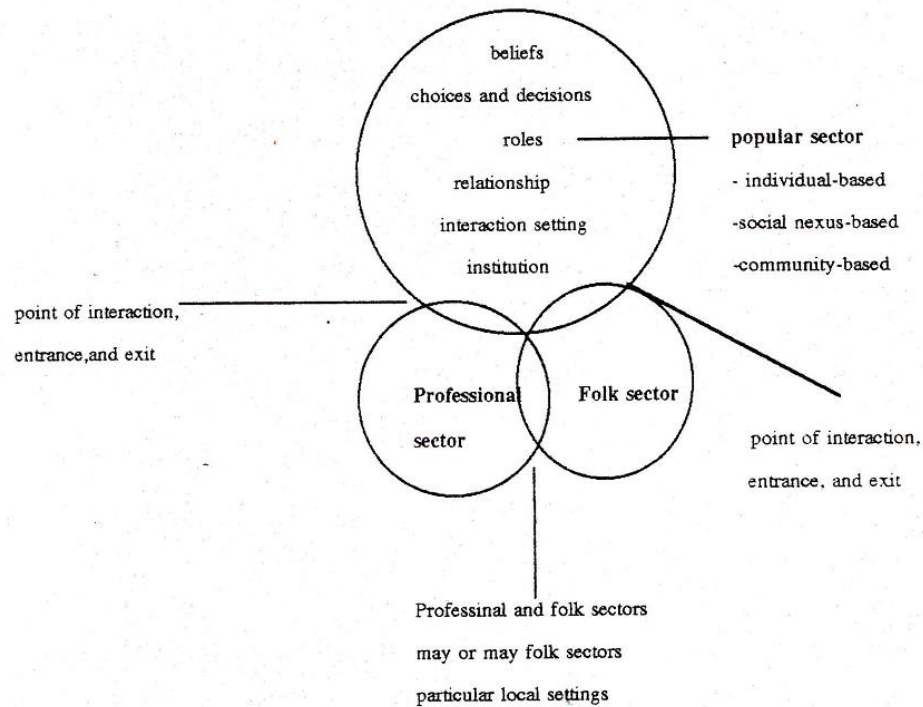 beliefs
choices and decisions
roles
relationship
interaction setting
institution
popular sector
- individual-based
-social nexus-based
-community-based
point of interaction,
entrance,and exit
Professional
sector
Folk sector
point of interaction,
entrance, and exit
Professinal and folk sectors
may or may folk sectors
particular local settings